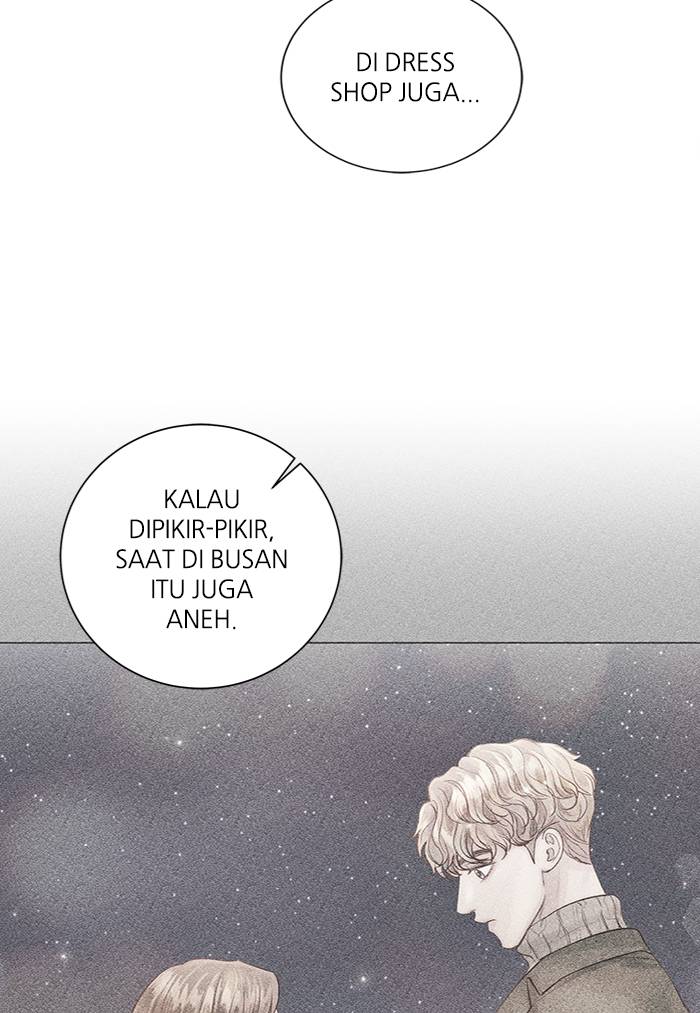 DI DRESS
SHOP JUGA...
KALAU
DIPIKIR-PIKIR,
SAAT DI BUSAN
ITU JUGA
ANEH.